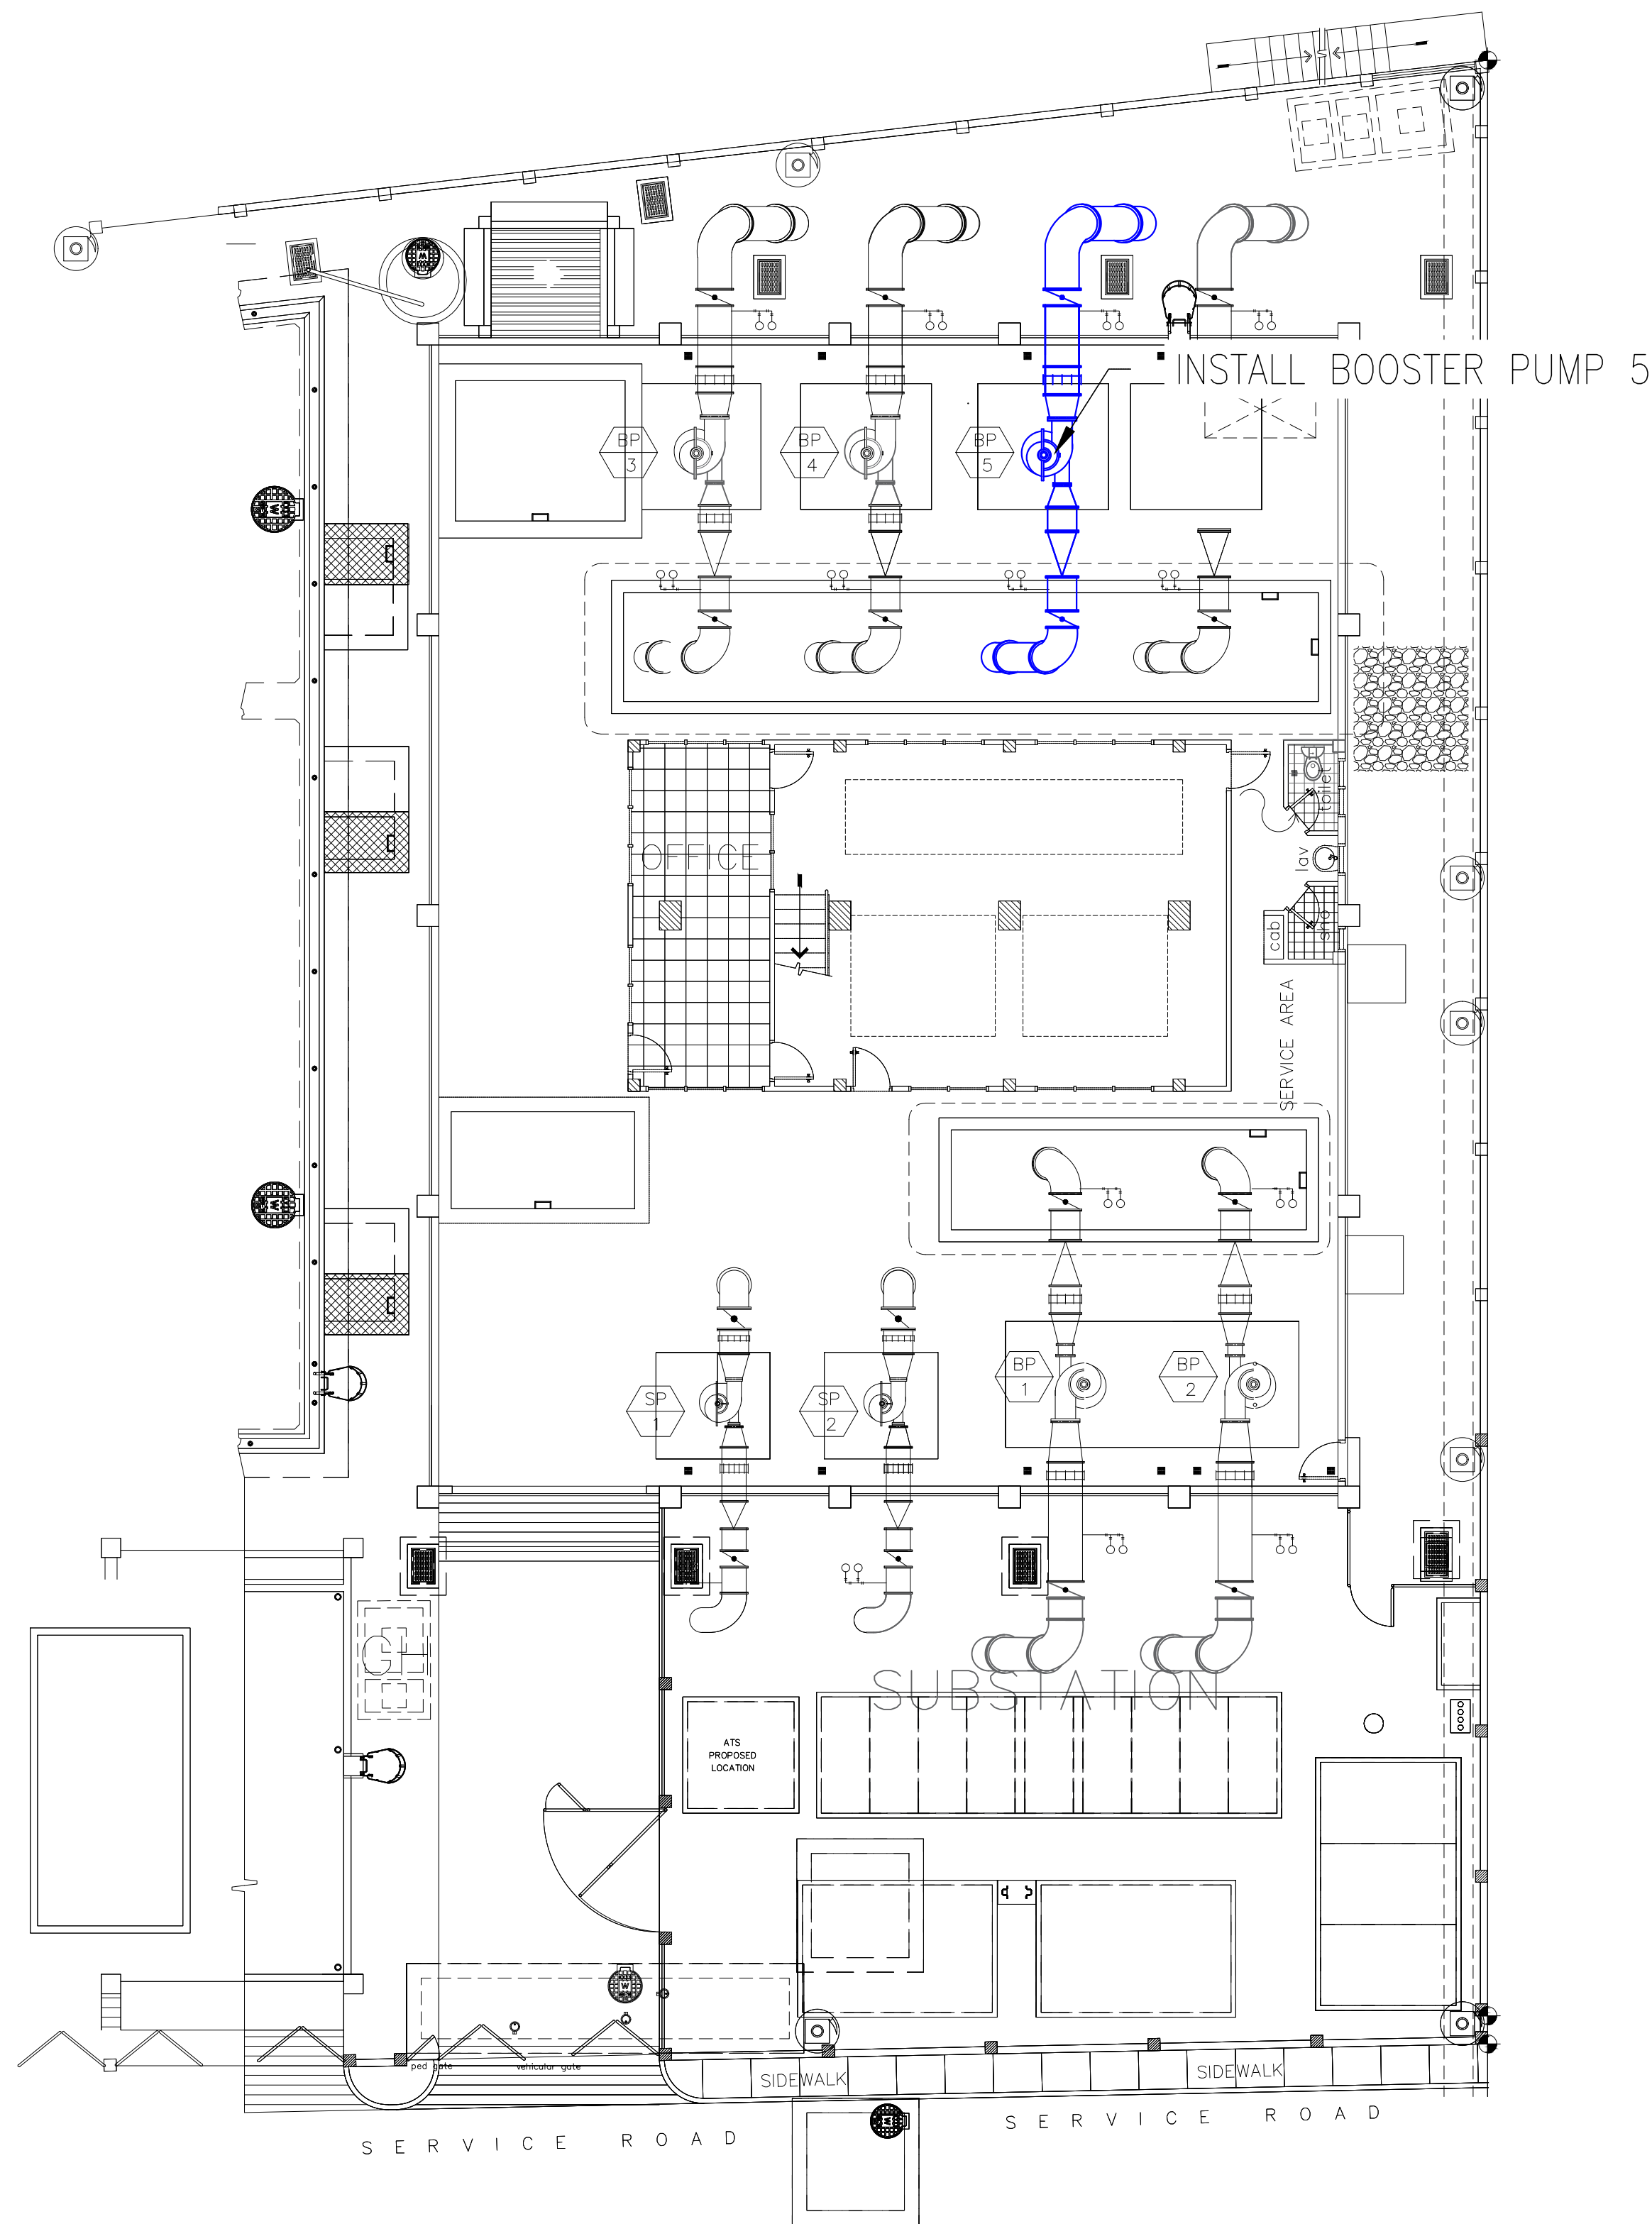 INSTALL BOOSTER PUMP 5
BP
3
BP
4
BP
5
toilet
lav
OFFICE
cab
SERVICE AREA
SP
1
SP
2
BP
1
BP
2
SUBSTATION
ATS
PROPOSED
LOCATION
ped gate
vehicular gate
SIDEWALK
SIDEWALK
SERVICE ROAD
SERVICE ROAD